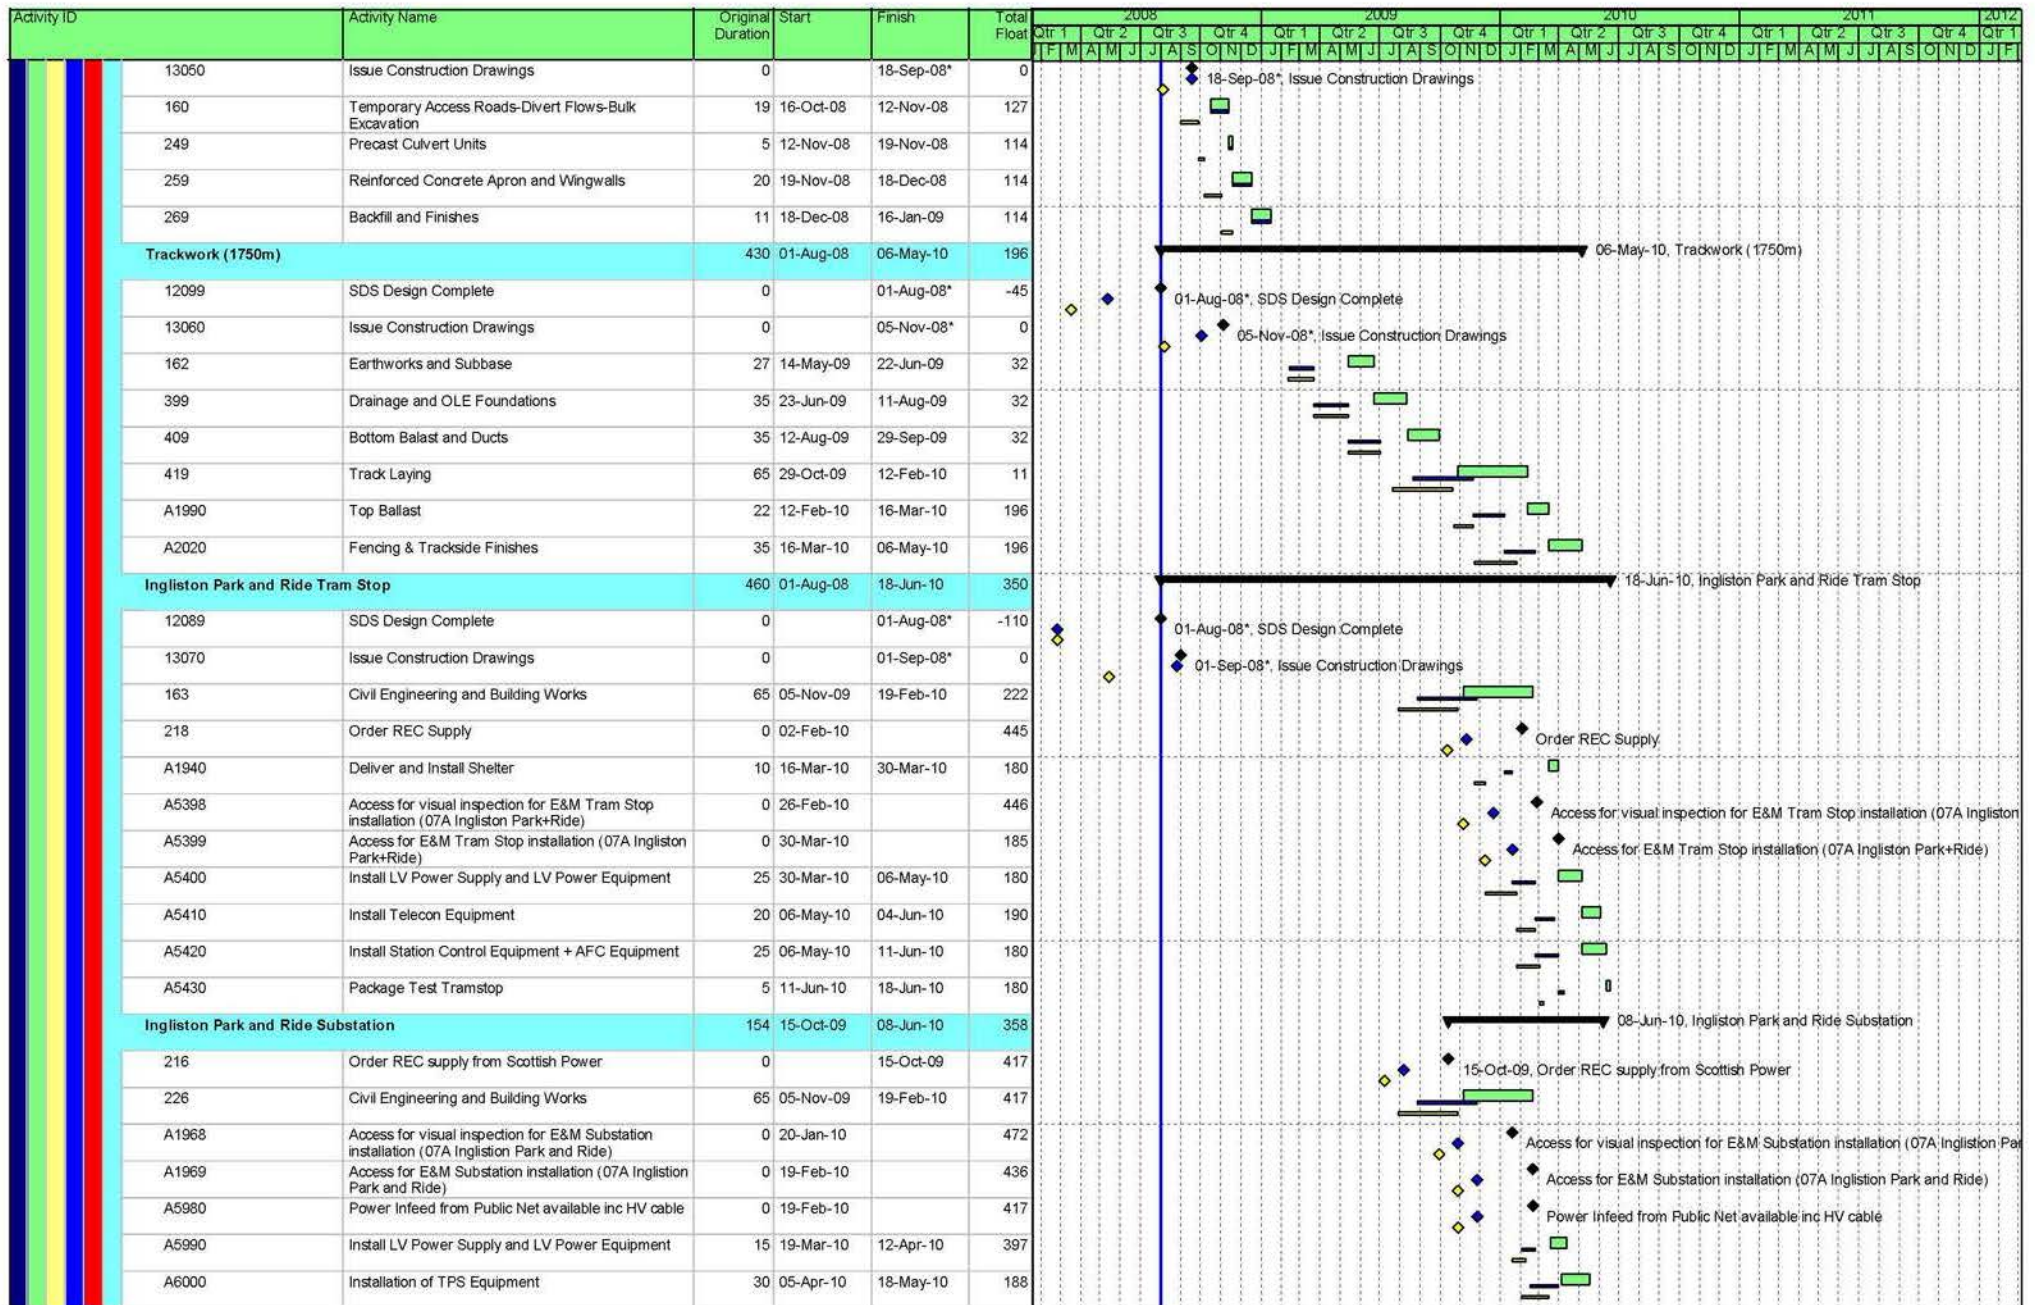 Activity ID Activity Name Original Start Finish Total 2008 2009 2010 2011 2012
Duration Float Qtr 1 Qtr 2 Qtr 3 Qtr 4 Qtr 1 Qtr 2 Qtr 3 Qtr 4 Qtr 1 Qtr 2 Qtr 3 Qtr 4 Qtr 1 Qtr 2 Qtr 3 Qtr 4 Qtr 1
F M A M J J A S O N D J F M A M J J A S O N D J F M A M J J A S O N D J F M A M J J A S O N D J F
13050 Issue Construction Drawings 0 18-Sep-08* 0
18-Sep-08*, Issue Construction Drawings
160 Temporary Access Roads-Divert Flows-Bulk 19 16-Oct-08 12-Nov-08 127
Excavation
249 Precast Culvert Units 5 12-Nov-08 19-Nov-08 114
259 Reinforced Concrete Apron and Wingwalls 20 19-Nov-08 18-Dec-08 114
269 Backfill and Finishes 11 18-Dec-08 16-Jan-09 114
Trackwork (1750m) 430 01-Aug-08 06-May-10 196 06-May-10, Trackwork (1750m)
12099 SDS Design Complete 0 01-Aug-08* -45
01-Aug-08*, SDS Design Complete
13060 Issue Construction Drawings 0 05-Nov-08* 0
05-Nov-08*, Issue Construction Drawings
162 Earthworks and Subbase 27 14-May-09 22-Jun-09 32
399 Drainage and OLE Foundations 35 23-Jun-09 11-Aug-09 32
409 Bottom Balast and Ducts 35 12-Aug-09 29-Sep-09 32
419 Track Laying 65 29-Oct-09 12-Feb-10 11
A1990 Top Ballast 22 12-Feb-10 16-Mar-10 196
A2020 Fencing & Trackside Finishes 35 16-Mar-10 06-May-10 196
Ingliston Park and Ride Tram Stop 460 01-Aug-08 18-Jun-10 350 18-Jun-10, Ingliston Park and Ride Tram Stop
12089 SDS Design Complete 0 01-Aug-08* -110
01-Aug-08*, SDS Design Complete
13070 Issue Construction Drawings 0 01-Sep-08* 0
01-Sep-08*, Issue Construction Drawings
163 Civil Engineering and Building Works 65 05-Nov-09 19-Feb-10 222
218 Order REC Supply 0 02-Feb-10 445
Order REC Supply
A1940 Deliver and Install Shelter 10 16-Mar-10 30-Mar-10 180
A5398 Access for visual inspection for E&M Tram Stop 0 26-Feb-10 446
installation (07A Ingliston Park+Ride) Access for visual inspection for E&M Tram Stop installation (07A Ingliston
A5399 Access for E&M Tram Stop installation (07A Ingliston 0 30-Mar-10 185
Park+Ride) Access for E&M Tram Stop installation (07A Ingliston Park+Ride)
A5400 Install LV Power Supply and LV Power Equipment 25 30-Mar-10 06-May-10 180
A5410 Install Telecon Equipment 20 06-May-10 04-Jun-10 190
A5420 Install Station Control Equipment + AFC Equipment 25 06-May-10 11-Jun-10 180
A5430 Package Test Tramstop 5 11-Jun-10 18-Jun-10 180
Ingliston Park and Ride Substation 154 15-Oct-09 08-Jun-10 358 08-Jun-10, Ingliston Park and Ride Substation
216 Order REC supply from Scottish Power 0 15-Oct-09 417
15-Oct-09, Order REC supply from Scottish Power
226 Civil Engineering and Building Works 65 05-Nov-09 19-Feb-10 417
A1968 Access for visual inspection for E&M Substation 0 20-Jan-10 472
installation (07A Ingliston Park and Ride) Access for visual inspection for E&M Substation installation (07A Ingliston Par
A1969 Access for E&M Substation installation (07A Ingliston 0 19-Feb-10 436
Park and Ride) Access for E&M Substation installation (07A Ingliston Park and Ride)
A5980 Power Infeed from Public Net available inc HV cable 0 19-Feb-10 417
Power Infeed from Public Net available inc HV cable
A5990 Install LV Power Supply and LV Power Equipment 15 19-Mar-10 12-Apr-10 397
A6000 Installation of TPS Equipment 30 05-Apr-10 18-May-10 188